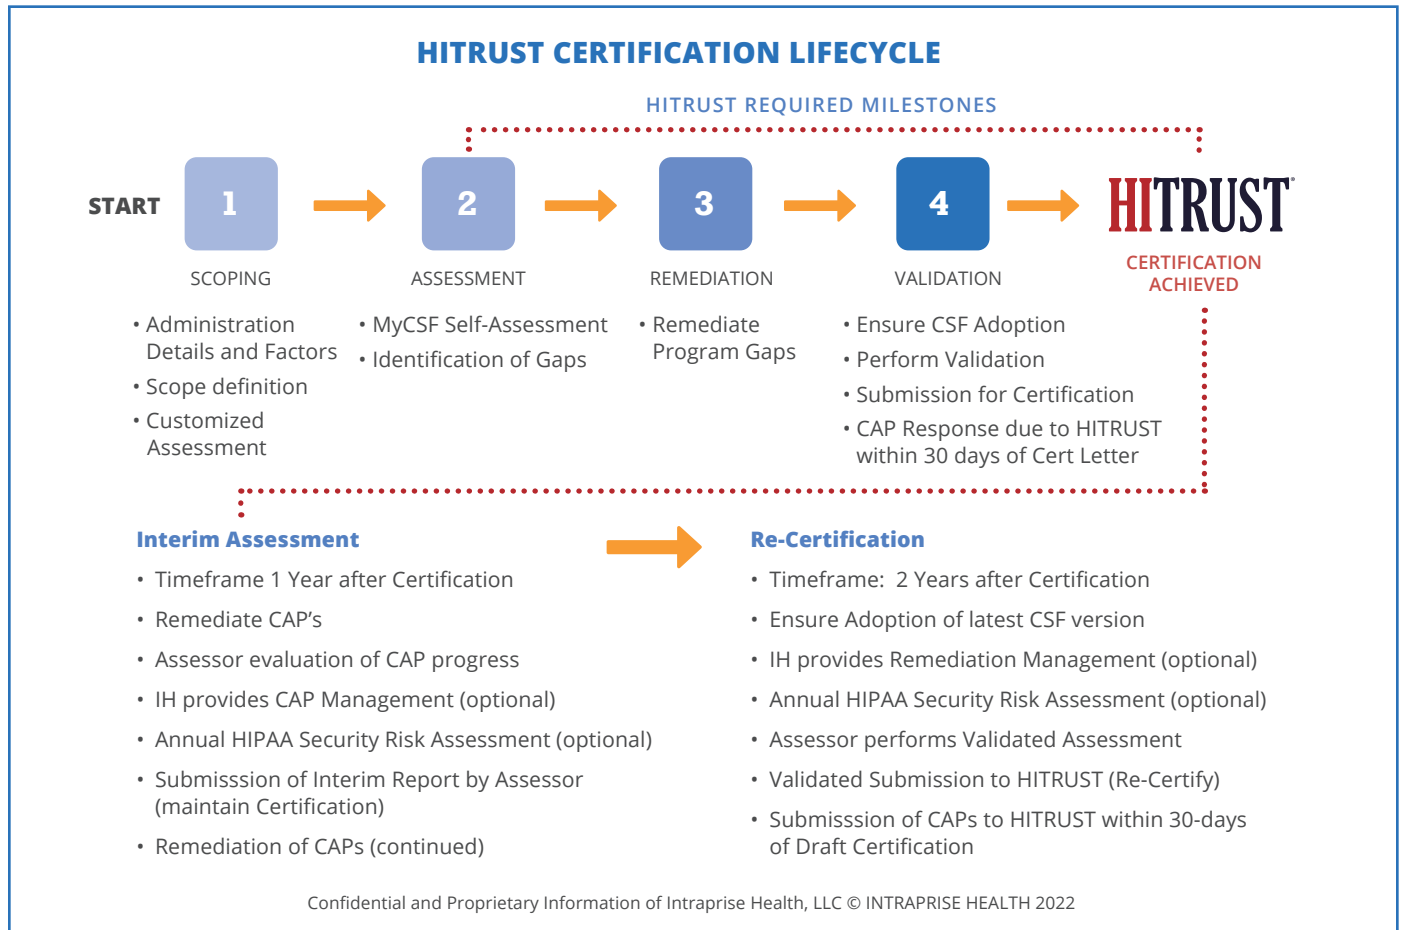 HITRUST CERTIFICATION LIFECYCLE
HITRUST REQUIRED MILESTONES
START
1
2
3
4
HITRUST®
CERTIFICATION
ACHIEVED
SCOPING
• Administration
Details and Factors
• Scope definition
• Customized
Assessment
ASSESSMENT
• MyCSF Self-Assessment
• Identification of Gaps
REMEDIATION
• Remediate
Program Gaps
VALIDATION
• Ensure CSF Adoption
• Perform Validation
• Submission for Certification
• CAP Response due to HITRUST
within 30 days of Cert Letter
Interim Assessment
• Timeframe 1 Year after Certification
• Remediate CAP’s
• Assessor evaluation of CAP progress
• IH provides CAP Management (optional)
• Annual HIPAA Security Risk Assessment (optional)
• Submisssion of Interim Report by Assessor
(maintain Certification)
• Remediation of CAPs (continued)
Re-Certification
• Timeframe: 2 Years after Certification
• Ensure Adoption of latest CSF version
• IH provides Remediation Management (optional)
• Annual HIPAA Security Risk Assessment (optional)
• Assessor performs Validated Assessment
• Validated Submission to HITRUST (Re-Certify)
• Submisssion of CAPs to HITRUST within 30-days
of Draft Certification
Confidential and Proprietary Information of Intraprise Health, LLC © INTRAPRISE HEALTH 2022